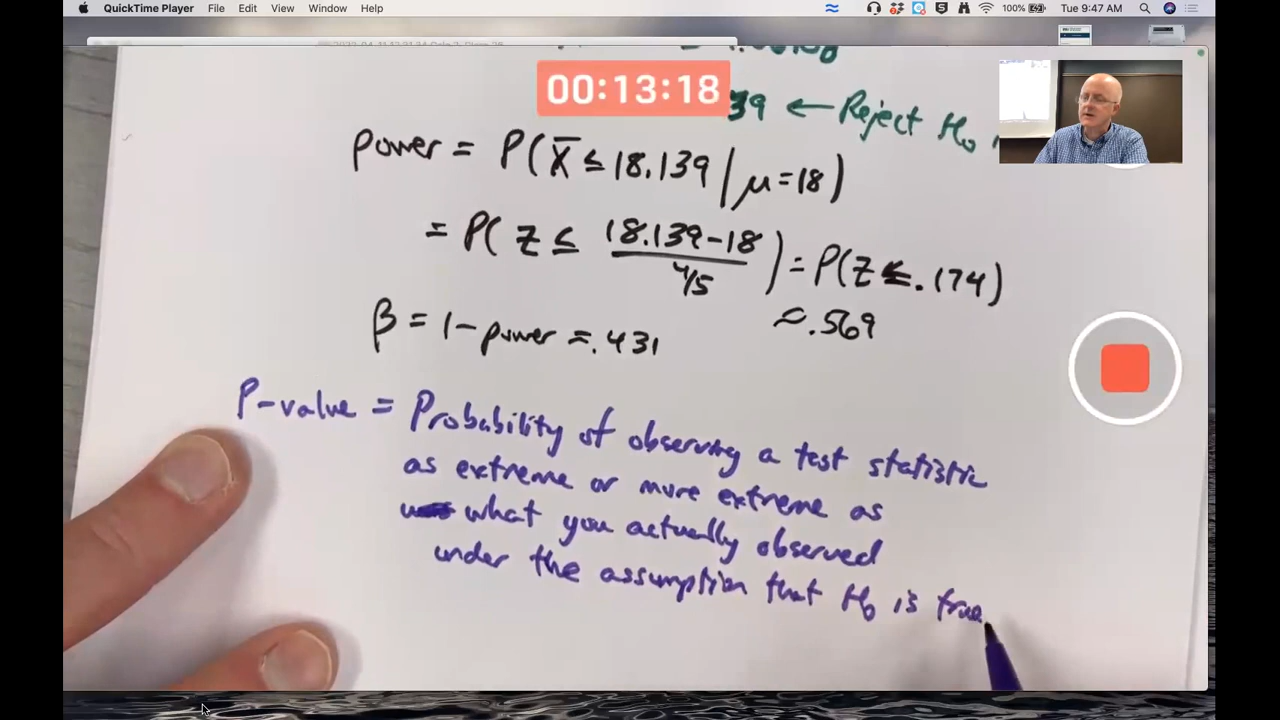 QuickTime Player File Edit View Window Help 100% Tue 9:47 AM
00:13:18
39 ← Reject H₀
power = P(X̄ ≤ 18.139 | μ = 18)
= P(Z ≤ (18.139 - 18)/(4/5)) = P(Z ≤ .174)
≈ .569
β = 1 - power ≈ .431
P-value = Probability of observing a test statistic
as extreme or more extreme as
what you actually observed
under the assumption that H₀ is true